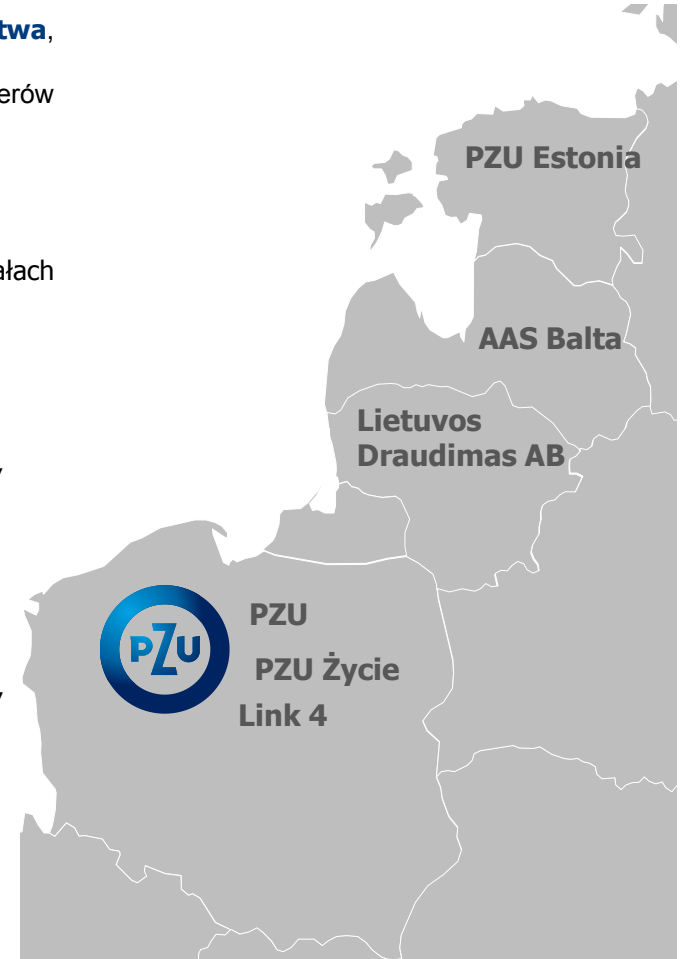 twa,
erów
ałach
y
y
PZU Estonia
AAS Balta
Lietuvos
Draudimas AB
PZU
PZU
PZU Życie
Link 4